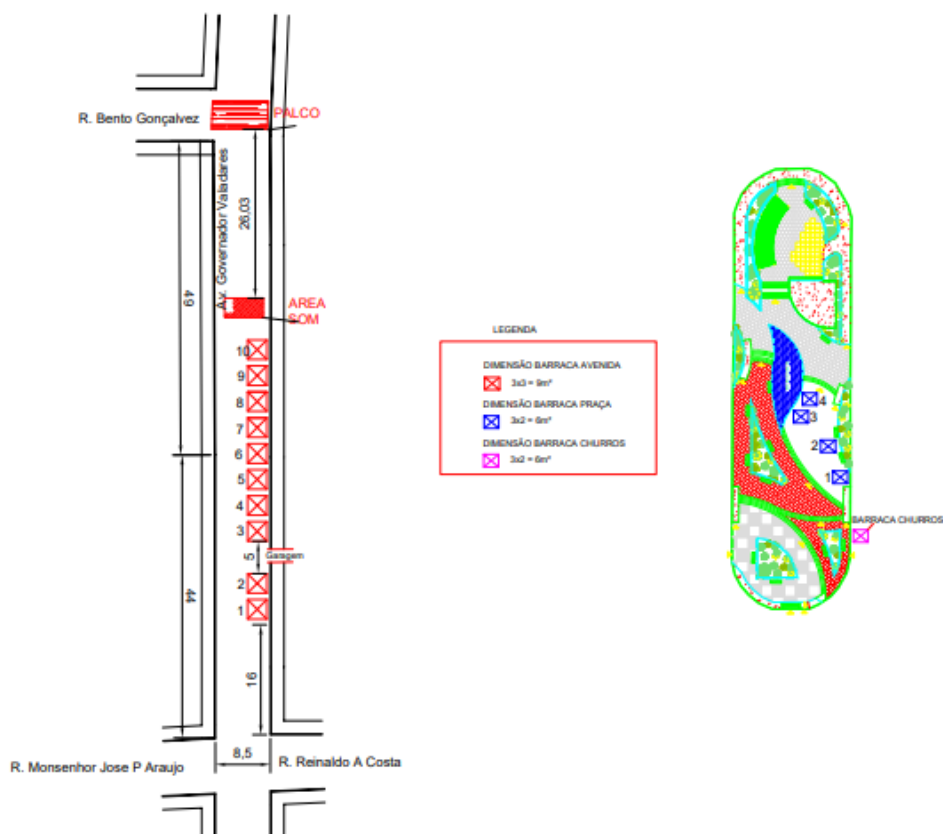 R. Bento Gonçalvez
PALCO
Av. Governador Valadares
26,03
49
AREA
SOM
10
9
8
7
6
5
4
3
5
Garagem
2
1
44
16
8,5
R. Monsenhor Jose P Araujo
R. Reinaldo A Costa
LEGENDA
DIMENSÃO BARRACA AVENIDA
3x3 = 9m²
DIMENSÃO BARRACA PRAÇA
3x2 = 6m²
DIMENSÃO BARRACA CHURROS
3x2 = 6m²
4
3
2
1
BARRACA CHURROS